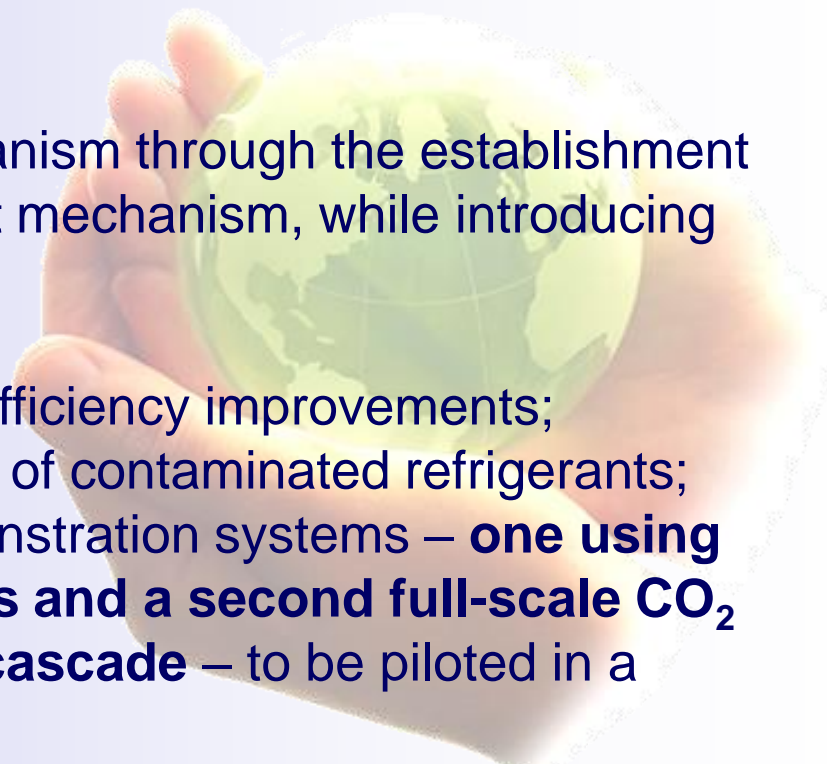 anism through the establishment
mechanism, while introducing
fficiency improvements;
of contaminated refrigerants;
nstration systems – one using
s and a second full-scale CO₂
cascade – to be piloted in a